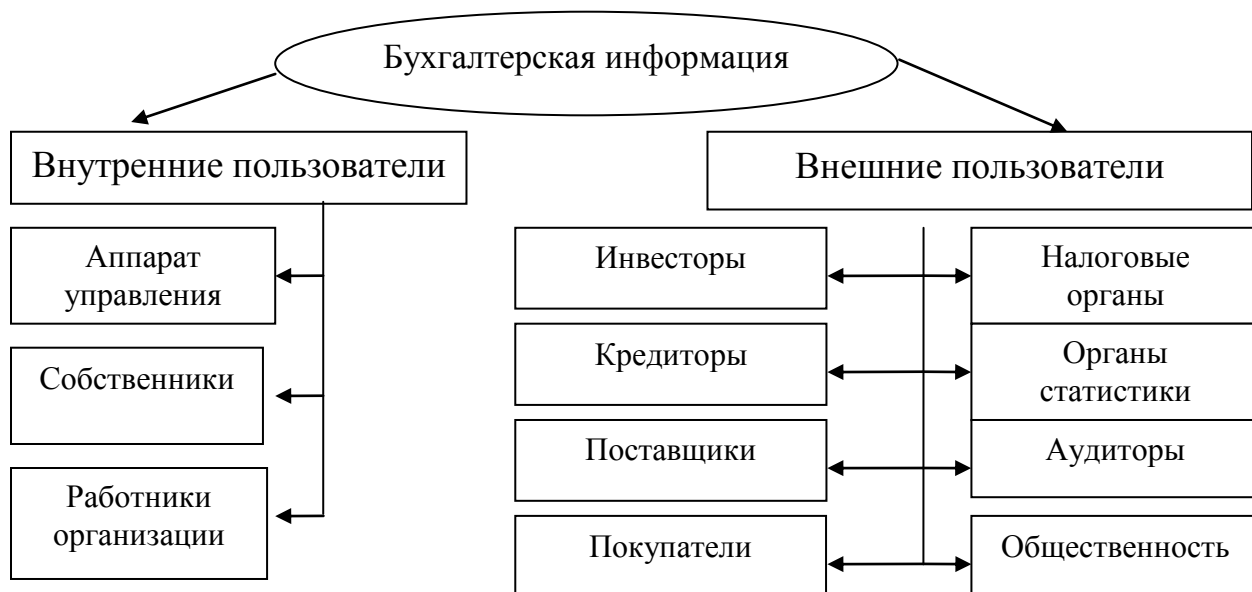 Бухгалтерская информация
Внутренние пользователи
Внешние пользователи
Аппарат
управления
Собственники
Работники
организации
Инвесторы
Кредиторы
Поставщики
Покупатели
Налоговые
органы
Органы
статистики
Аудиторы
Общественность